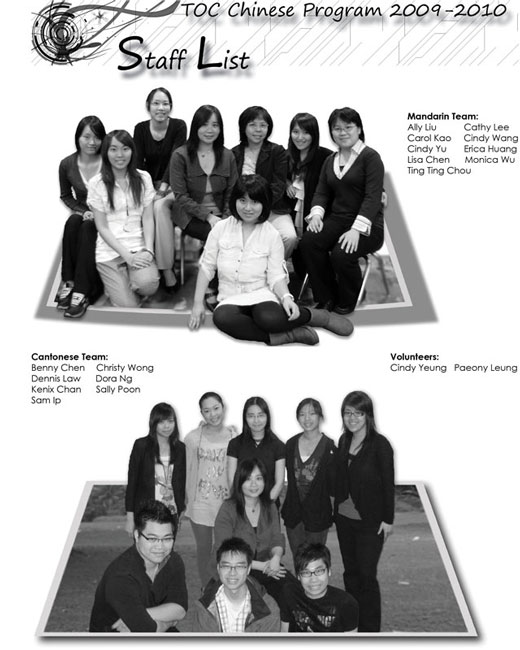 TOC Chinese Program 2009-2010
Staff List
Mandarin Team:
Ally Liu Cathy Lee
Carol Kao Cindy Wang
Cindy Yu Erica Huang
Lisa Chen Monica Wu
Ting Ting Chou
Cantonese Team:
Benny Chen Christy Wong
Dennis Law Dora Ng
Kenix Chan Sally Poon
Sam Ip
Volunteers:
Cindy Yeung Paeony Leung